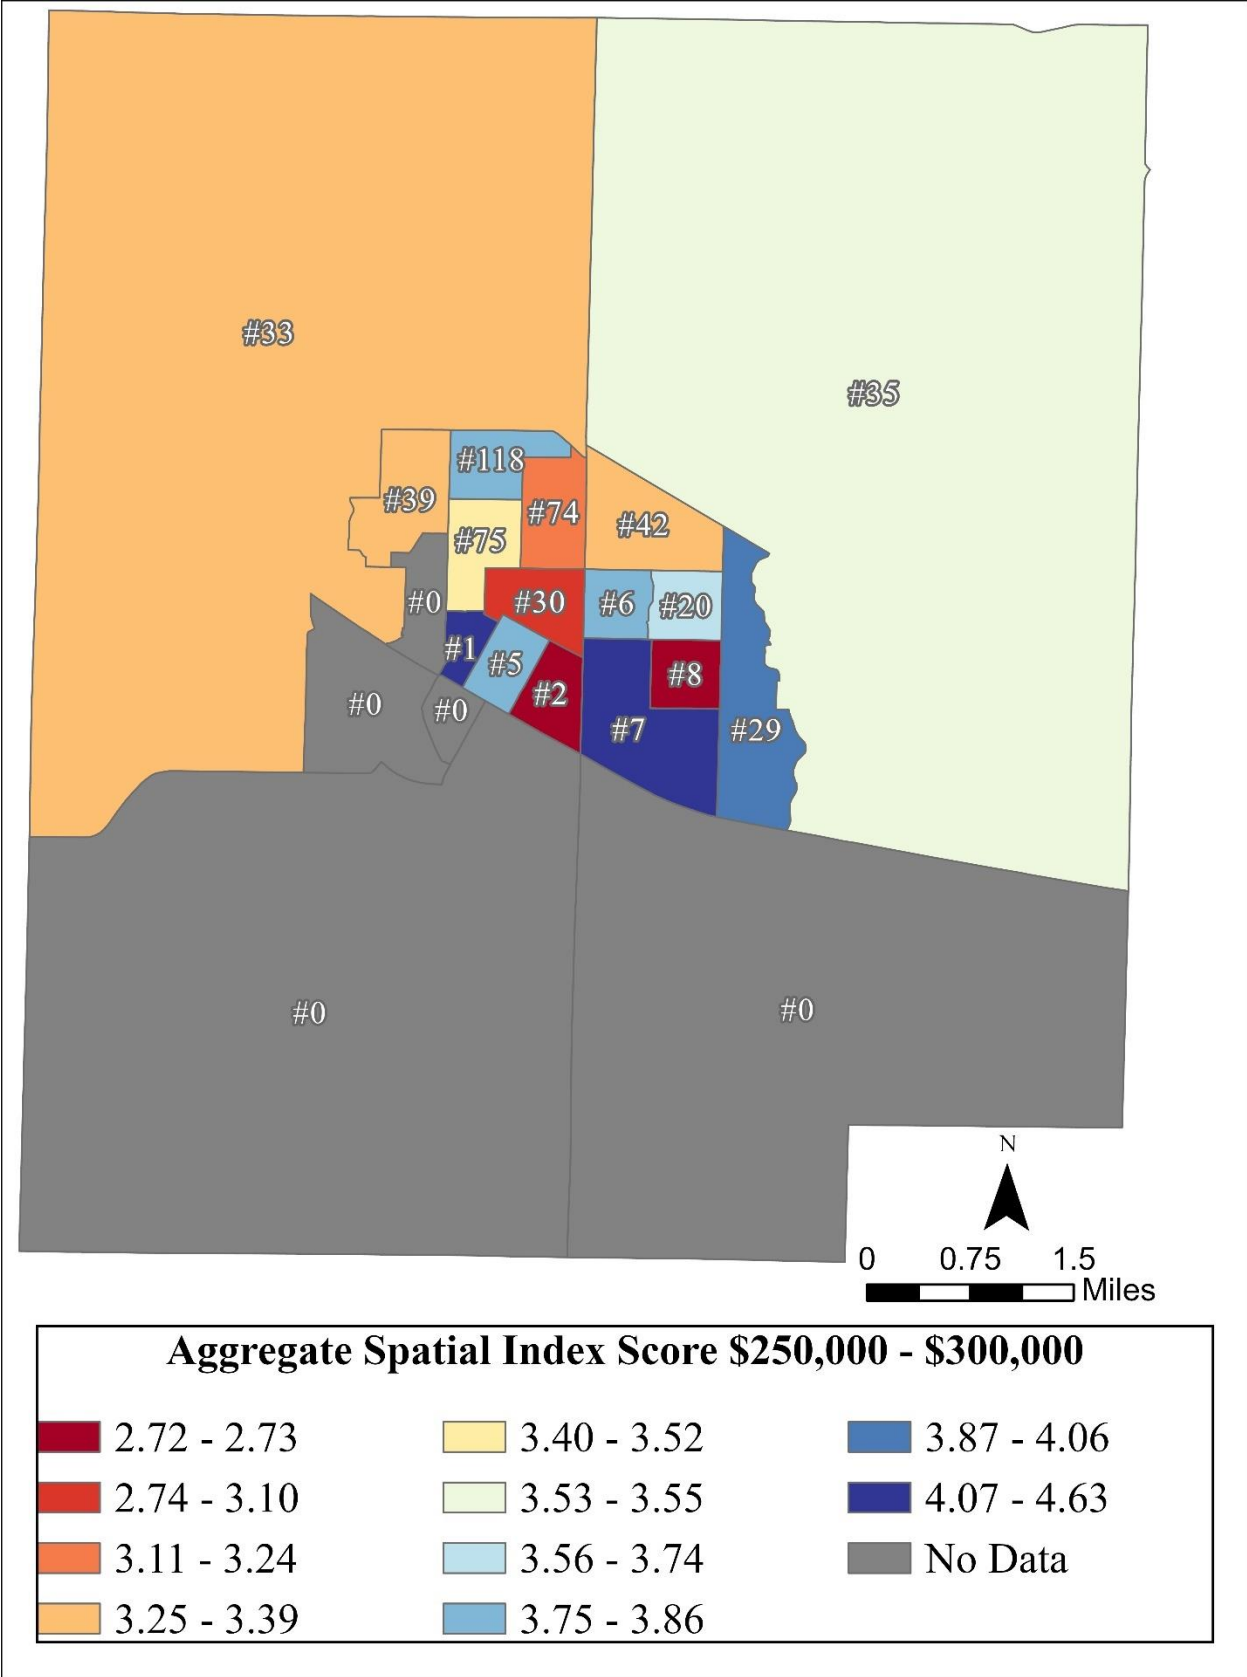 #33
#35
#118
#39
#74
#42
#75
#0
#30
#6
#20
#1
#5
#8
#2
#0
#0
#7
#29
#0
#0
N
0 0.75 1.5
Miles
Aggregate Spatial Index Score $250,000 - $300,000
2.72 - 2.73 3.40 - 3.52 3.87 - 4.06
2.74 - 3.10 3.53 - 3.55 4.07 - 4.63
3.11 - 3.24 3.56 - 3.74 No Data
3.25 - 3.39 3.75 - 3.86